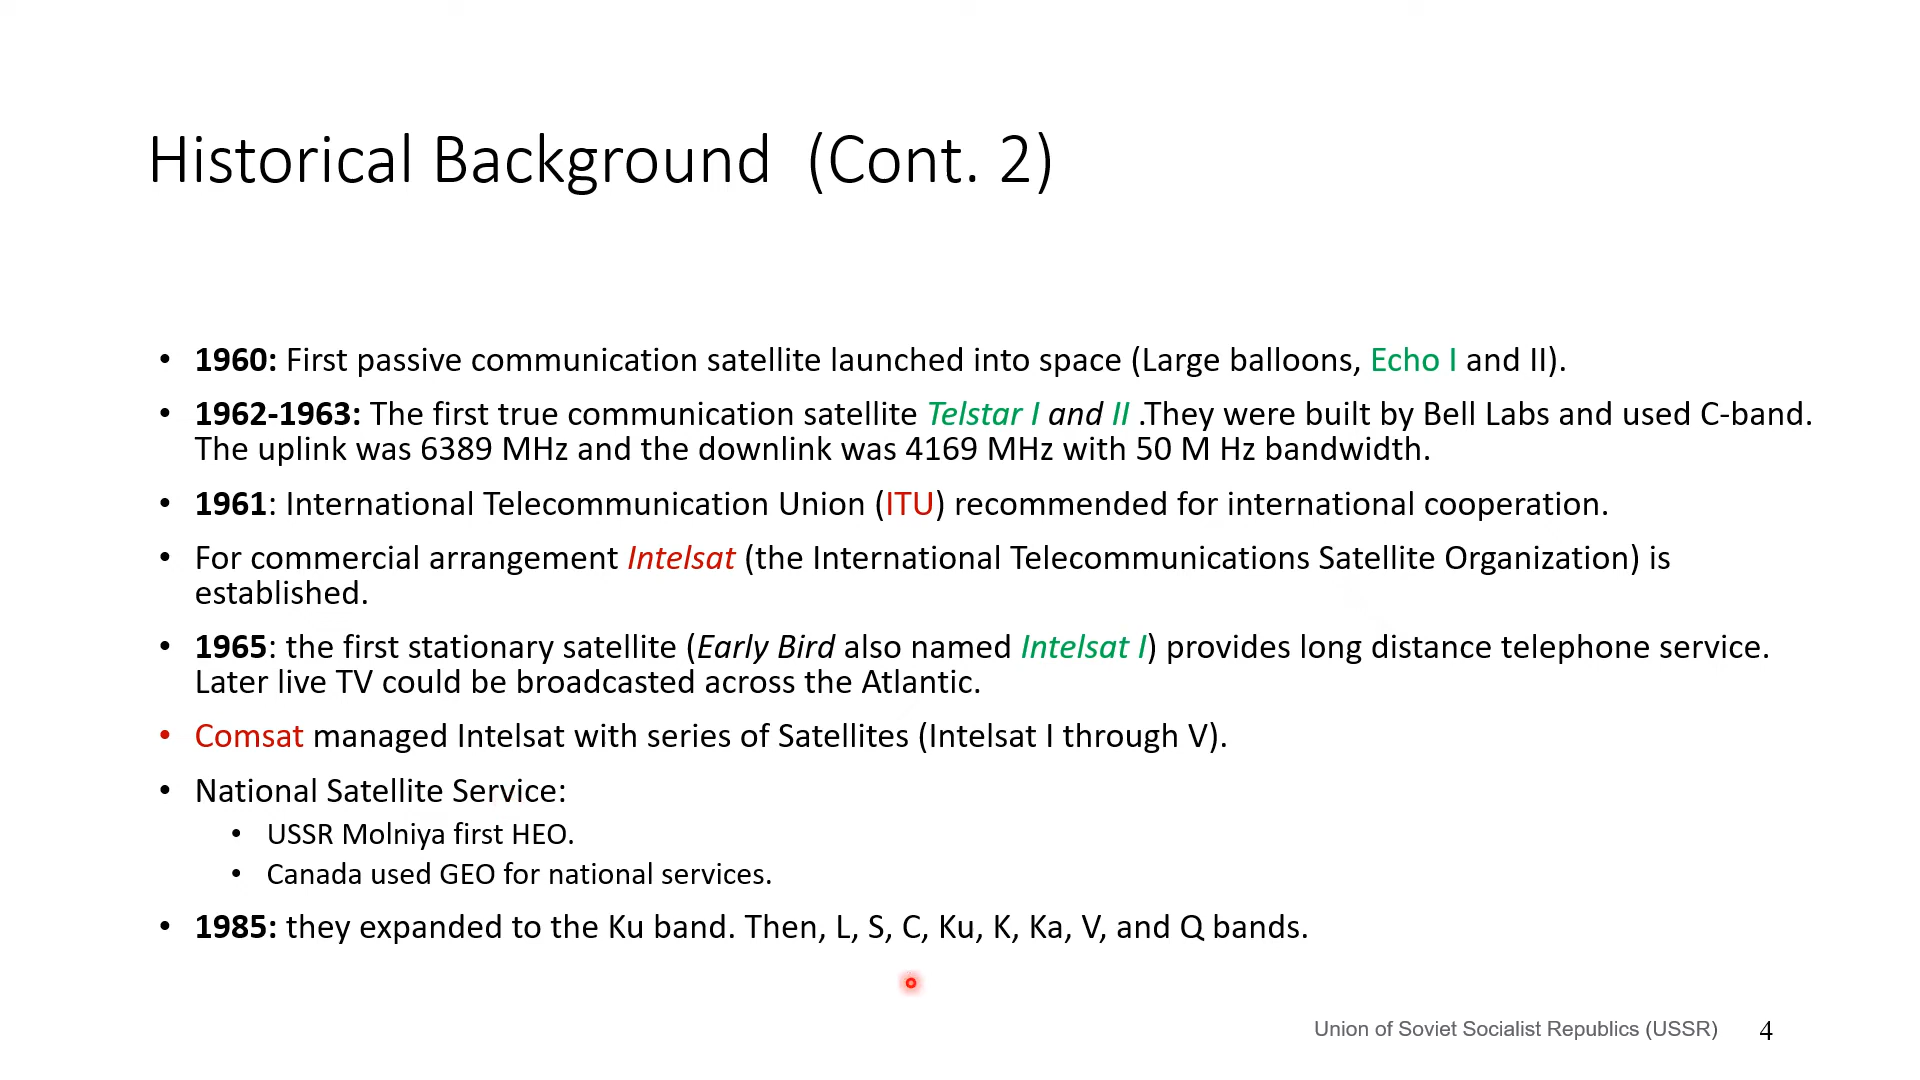 Historical Background  (Cont. 2)
• 1960: First passive communication satellite launched into space (Large balloons, Echo I and II).
• 1962-1963: The first true communication satellite Telstar I and II .They were built by Bell Labs and used C-band.
The uplink was 6389 MHz and the downlink was 4169 MHz with 50 M Hz bandwidth.
• 1961: International Telecommunication Union (ITU) recommended for international cooperation.
• For commercial arrangement Intelsat (the International Telecommunications Satellite Organization) is
established.
• 1965: the first stationary satellite (Early Bird also named Intelsat I) provides long distance telephone service.
Later live TV could be broadcasted across the Atlantic.
• Comsat managed Intelsat with series of Satellites (Intelsat I through V).
• National Satellite Service:
• USSR Molniya first HEO.
• Canada used GEO for national services.
• 1985: they expanded to the Ku band. Then, L, S, C, Ku, K, Ka, V, and Q bands.
Union of Soviet Socialist Republics (USSR) 4